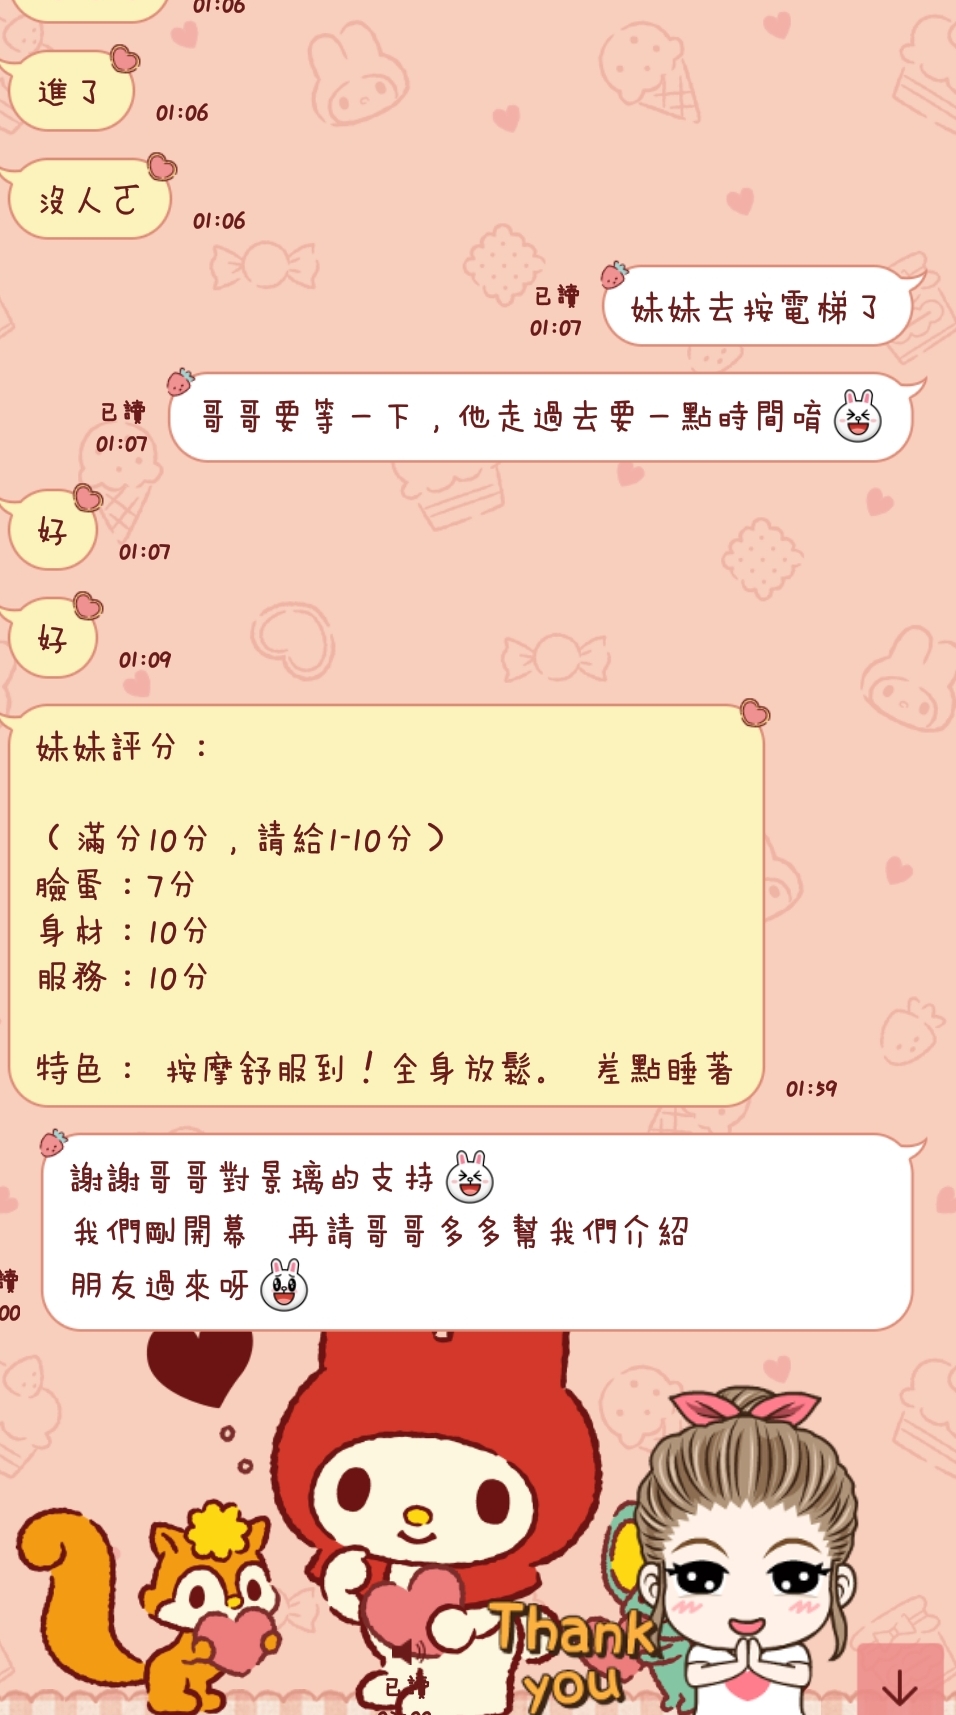 01:06
進了
01:06
沒人ㄛ
01:06
妹妹去按電梯了
已讀
01:07
哥哥要等一下，他走過去要一點時間唷
已讀
01:07
好
01:07
好
01:09
妹妹評分：
（滿分10分，請給1-10分）
臉蛋：7分
身材：10分
服務：10分
特色： 按摩舒服到！全身放鬆。 差點睡著
01:59
謝謝哥哥對景璃的支持
我們剛開幕 再請哥哥多多幫我們介紹
朋友過來呀
讀
00
Thank
you
已讀